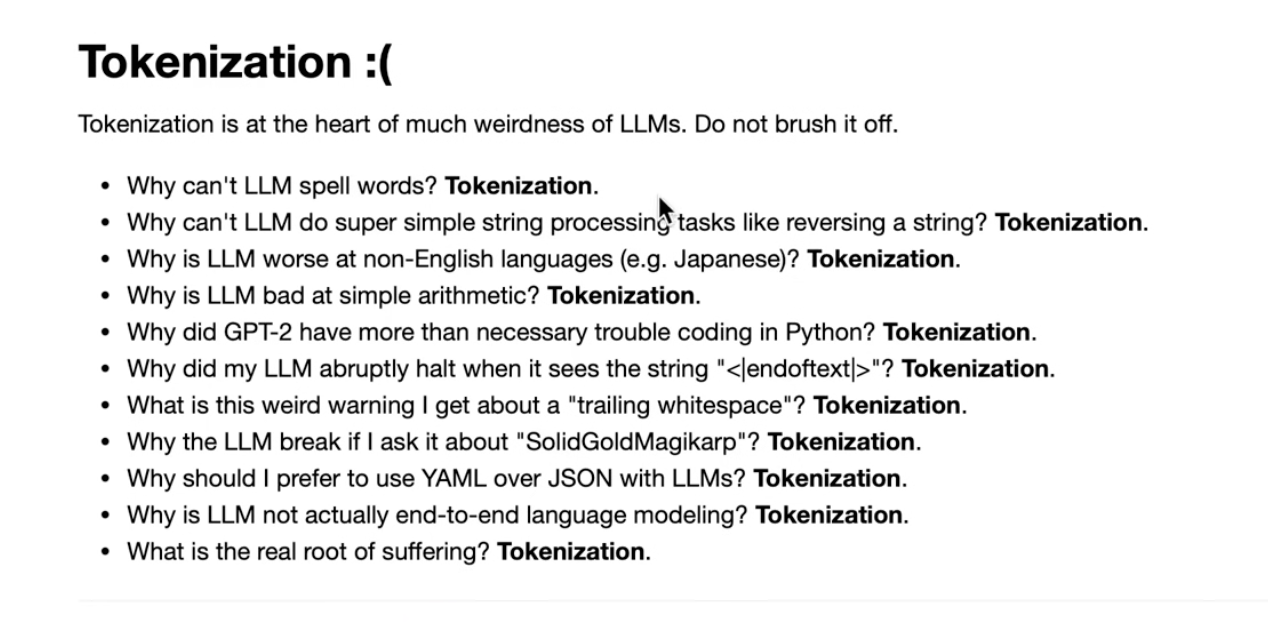 Tokenization :(
Tokenization is at the heart of much weirdness of LLMs. Do not brush it off.
• Why can't LLM spell words? Tokenization.
• Why can't LLM do super simple string processing tasks like reversing a string? Tokenization.
• Why is LLM worse at non-English languages (e.g. Japanese)? Tokenization.
• Why is LLM bad at simple arithmetic? Tokenization.
• Why did GPT-2 have more than necessary trouble coding in Python? Tokenization.
• Why did my LLM abruptly halt when it sees the string "<|endoftext|>"? Tokenization.
• What is this weird warning I get about a "trailing whitespace"? Tokenization.
• Why the LLM break if I ask it about "SolidGoldMagikarp"? Tokenization.
• Why should I prefer to use YAML over JSON with LLMs? Tokenization.
• Why is LLM not actually end-to-end language modeling? Tokenization.
• What is the real root of suffering? Tokenization.